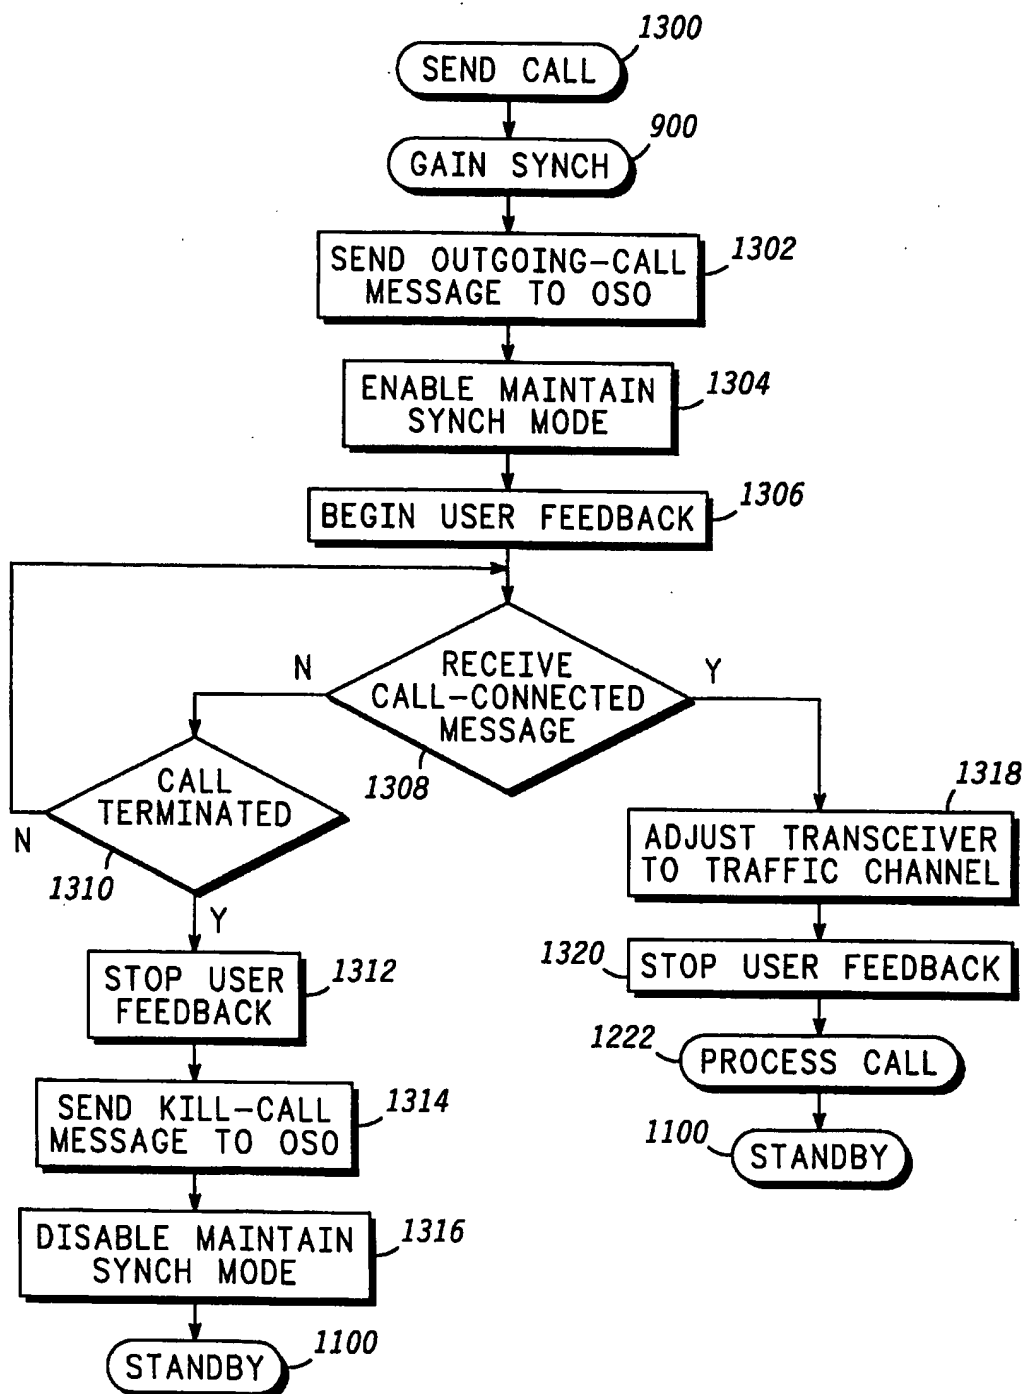 1300
SEND CALL
900
GAIN SYNCH
1302
SEND OUTGOING-CALL
MESSAGE TO OSO
1304
ENABLE MAINTAIN
SYNCH MODE
1306
BEGIN USER FEEDBACK
N
RECEIVE
CALL-CONNECTED
MESSAGE
Y
1308
CALL
TERMINATED
N
1310
Y
1312
STOP USER
FEEDBACK
1314
SEND KILL-CALL
MESSAGE TO OSO
1316
DISABLE MAINTAIN
SYNCH MODE
1100
STANDBY
1318
ADJUST TRANSCEIVER
TO TRAFFIC CHANNEL
1320
STOP USER FEEDBACK
1222
PROCESS CALL
1100
STANDBY